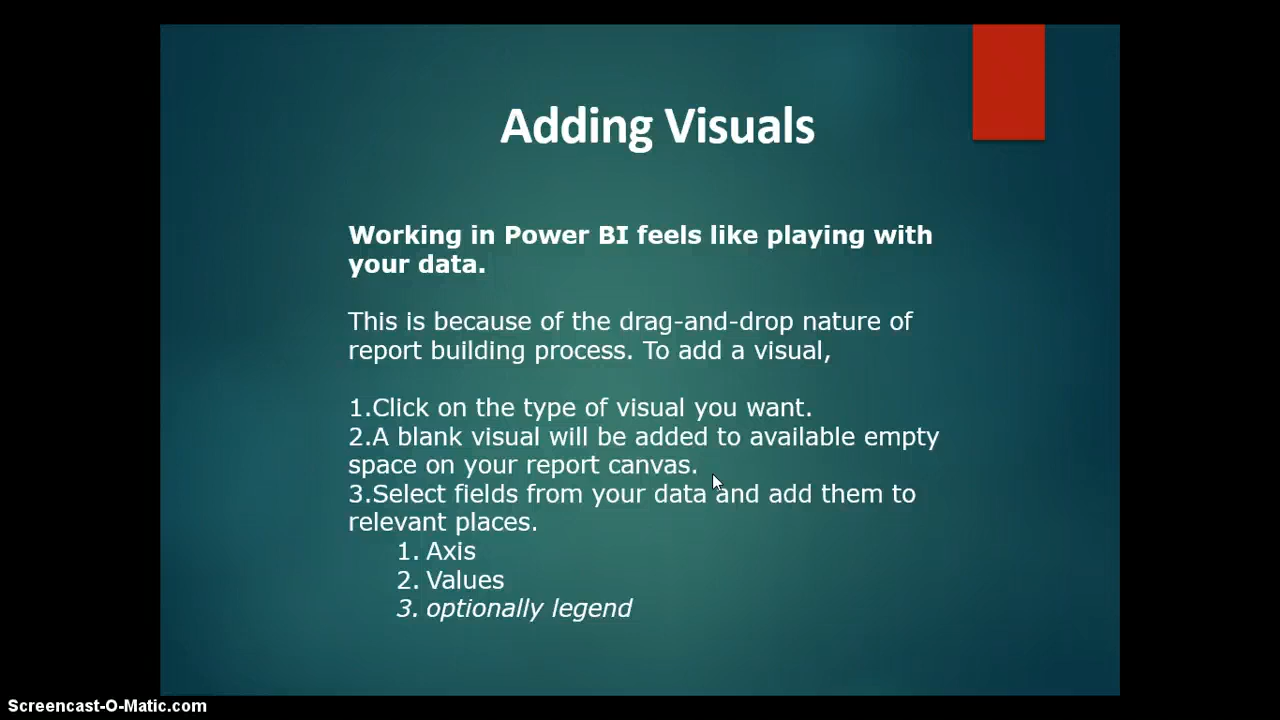 Adding Visuals
Working in Power BI feels like playing with
your data.
This is because of the drag-and-drop nature of
report building process. To add a visual,
1.Click on the type of visual you want.
2.A blank visual will be added to available empty
space on your report canvas.
3.Select fields from your data and add them to
relevant places.
1. Axis
2. Values
3. optionally legend
Screencast-O-Matic.com